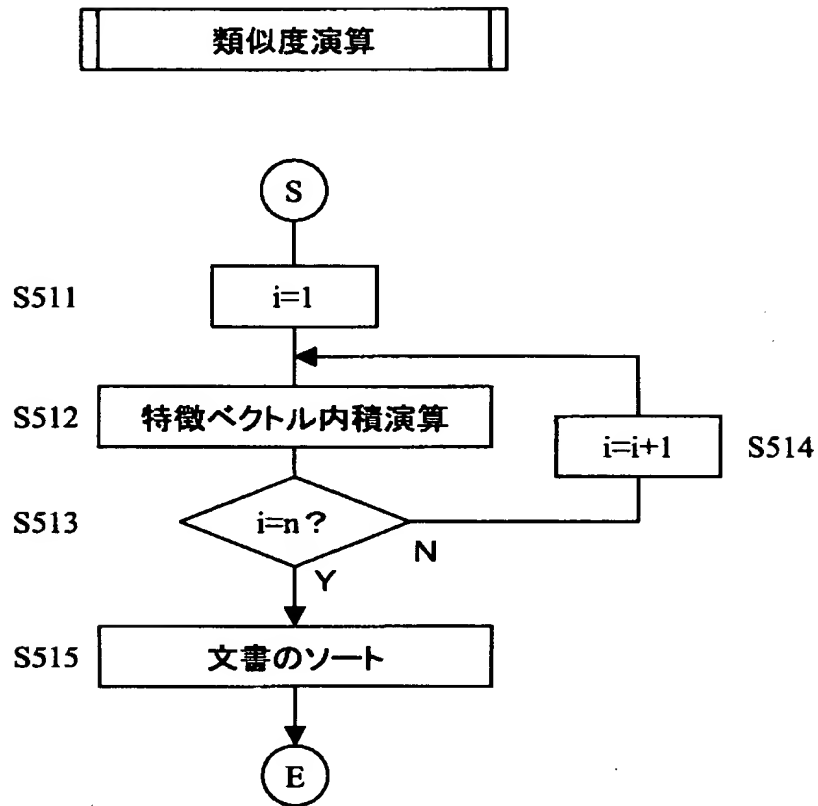 類似度演算
S
S511
i=1
S512
特徴ベクトル内積演算
i=i+1
S514
S513
i=n?
N
Y
S515
文書のソート
E